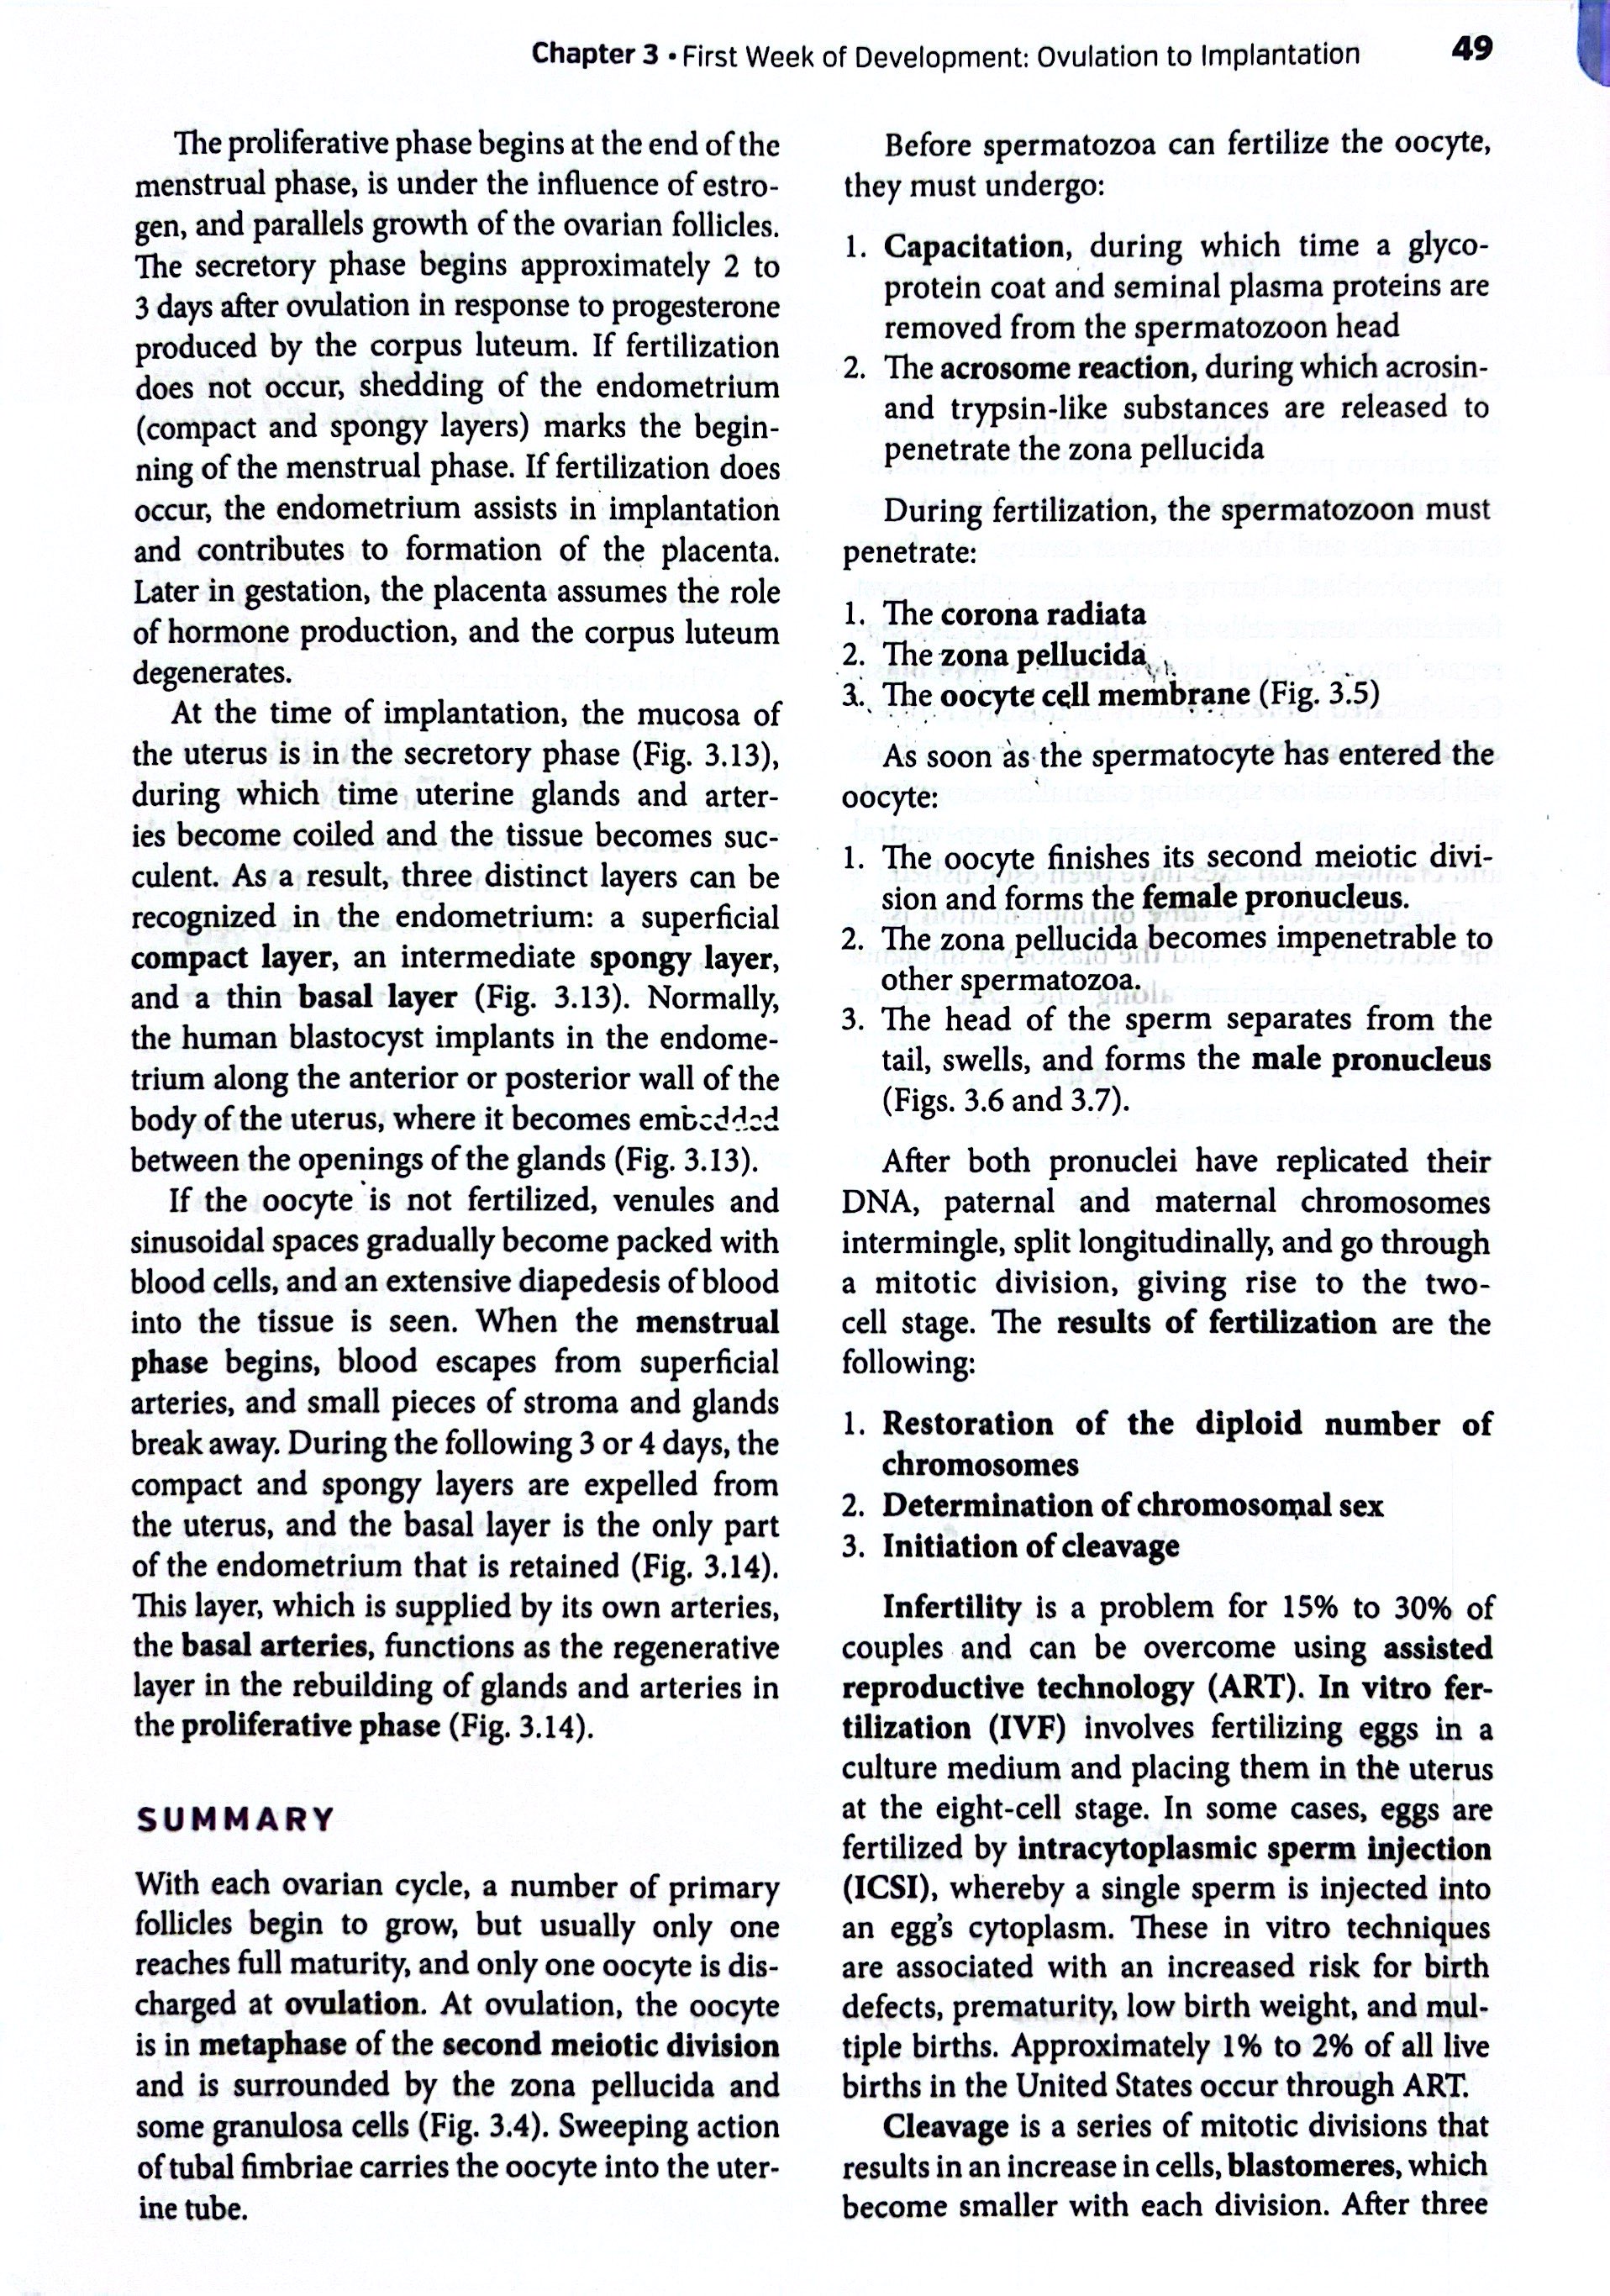 Chapter 3 • First Week of Development: Ovulation to Implantation 49
The proliferative phase begins at the end of the
menstrual phase, is under the influence of estro-
gen, and parallels growth of the ovarian follicles.
The secretory phase begins approximately 2 to
3 days after ovulation in response to progesterone
produced by the corpus luteum. If fertilization
does not occur, shedding of the endometrium
(compact and spongy layers) marks the begin-
ning of the menstrual phase. If fertilization does
occur, the endometrium assists in implantation
and contributes to formation of the placenta.
Later in gestation, the placenta assumes the role
of hormone production, and the corpus luteum
degenerates.
At the time of implantation, the mucosa of
the uterus is in the secretory phase (Fig. 3.13),
during which time uterine glands and arter-
ies become coiled and the tissue becomes suc-
culent. As a result, three distinct layers can be
recognized in the endometrium: a superficial
compact layer, an intermediate spongy layer,
and a thin basal layer (Fig. 3.13). Normally,
the human blastocyst implants in the endome-
trium along the anterior or posterior wall of the
body of the uterus, where it becomes embedded
between the openings of the glands (Fig. 3.13).
If the oocyte is not fertilized, venules and
sinusoidal spaces gradually become packed with
blood cells, and an extensive diapedesis of blood
into the tissue is seen. When the menstrual
phase begins, blood escapes from superficial
arteries, and small pieces of stroma and glands
break away. During the following 3 or 4 days, the
compact and spongy layers are expelled from
the uterus, and the basal layer is the only part
of the endometrium that is retained (Fig. 3.14).
This layer, which is supplied by its own arteries,
the basal arteries, functions as the regenerative
layer in the rebuilding of glands and arteries in
the proliferative phase (Fig. 3.14).
SUMMARY
With each ovarian cycle, a number of primary
follicles begin to grow, but usually only one
reaches full maturity, and only one oocyte is dis-
charged at ovulation. At ovulation, the oocyte
is in metaphase of the second meiotic division
and is surrounded by the zona pellucida and
some granulosa cells (Fig. 3.4). Sweeping action
of tubal fimbriae carries the oocyte into the uter-
ine tube.
Before spermatozoa can fertilize the oocyte,
they must undergo:
1. Capacitation, during which time a glyco-
protein coat and seminal plasma proteins are
removed from the spermatozoon head
2. The acrosome reaction, during which acrosin-
and trypsin-like substances are released to
penetrate the zona pellucida
During fertilization, the spermatozoon must
penetrate:
1. The corona radiata
2. The zona pellucida
3. The oocyte cell membrane (Fig. 3.5)
As soon as the spermatocyte has entered the
oocyte:
1. The oocyte finishes its second meiotic divi-
sion and forms the female pronucleus.
2. The zona pellucida becomes impenetrable to
other spermatozoa.
3. The head of the sperm separates from the
tail, swells, and forms the male pronucleus
(Figs. 3.6 and 3.7).
After both pronuclei have replicated their
DNA, paternal and maternal chromosomes
intermingle, split longitudinally, and go through
a mitotic division, giving rise to the two-
cell stage. The results of fertilization are the
following:
1. Restoration of the diploid number of
chromosomes
2. Determination of chromosomal sex
3. Initiation of cleavage
Infertility is a problem for 15% to 30% of
couples and can be overcome using assisted
reproductive technology (ART). In vitro fer-
tilization (IVF) involves fertilizing eggs in a
culture medium and placing them in the uterus
at the eight-cell stage. In some cases, eggs are
fertilized by intracytoplasmic sperm injection
(ICSI), whereby a single sperm is injected into
an egg's cytoplasm. These in vitro techniques
are associated with an increased risk for birth
defects, prematurity, low birth weight, and mul-
tiple births. Approximately 1% to 2% of all live
births in the United States occur through ART.
Cleavage is a series of mitotic divisions that
results in an increase in cells, blastomeres, which
become smaller with each division. After three